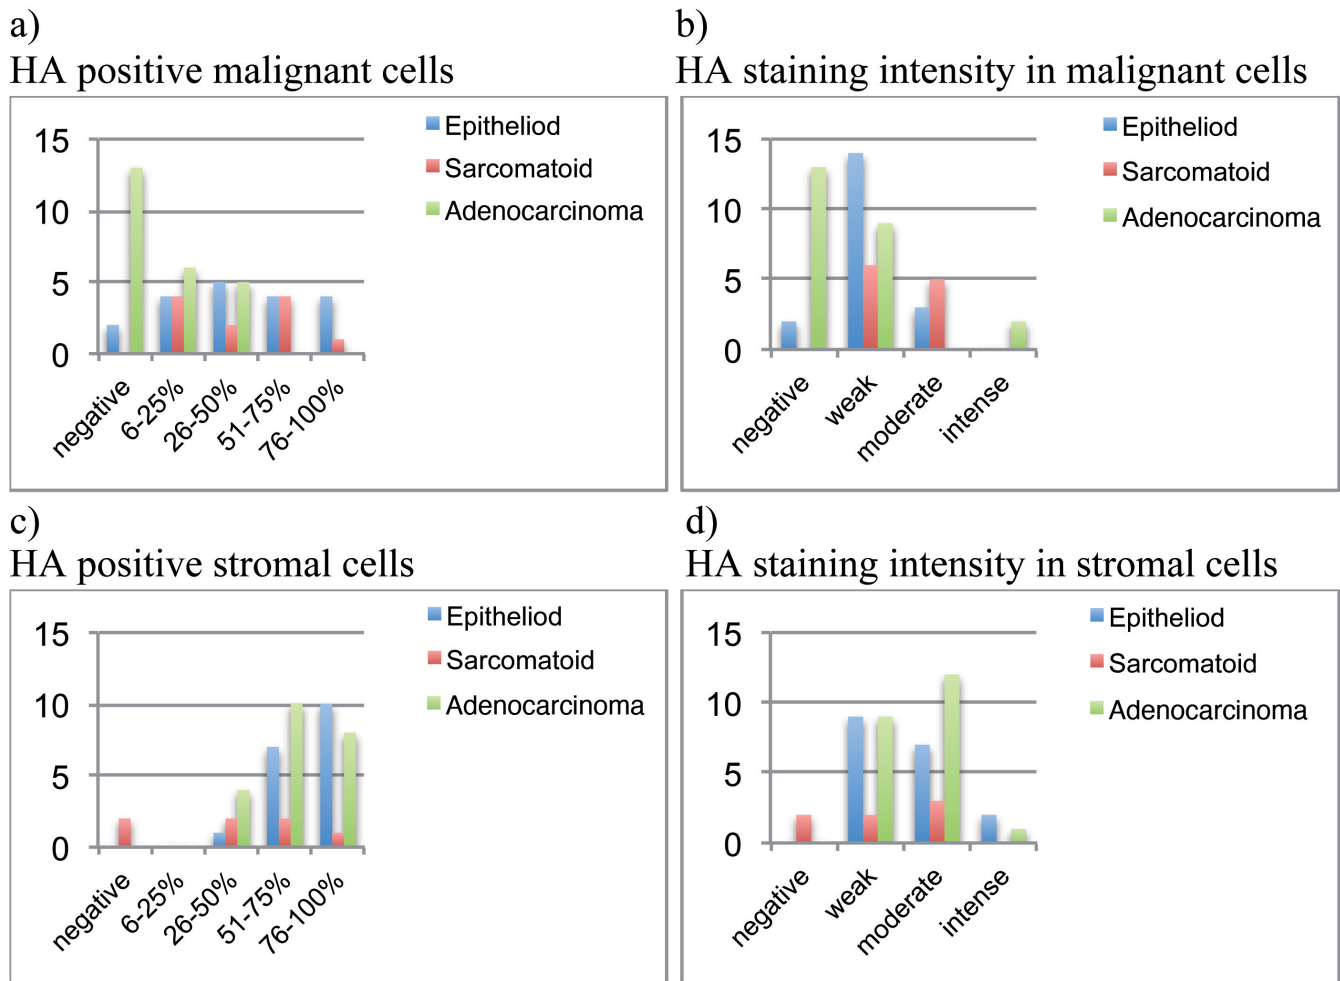 a)
HA positive malignant cells
15
10
5
0
negative
6-25%
26-50%
51-75%
76-100%
Epitheliod
Sarcomatoid
Adenocarcinoma
b)
HA staining intensity in malignant cells
15
10
5
0
negative
weak
moderate
intense
Epitheliod
Sarcomatoid
Adenocarcinoma
c)
HA positive stromal cells
15
10
5
0
negative
6-25%
26-50%
51-75%
76-100%
Epitheliod
Sarcomatoid
Adenocarcinoma
d)
HA staining intensity in stromal cells
15
10
5
0
negative
weak
moderate
intense
Epitheliod
Sarcomatoid
Adenocarcinoma